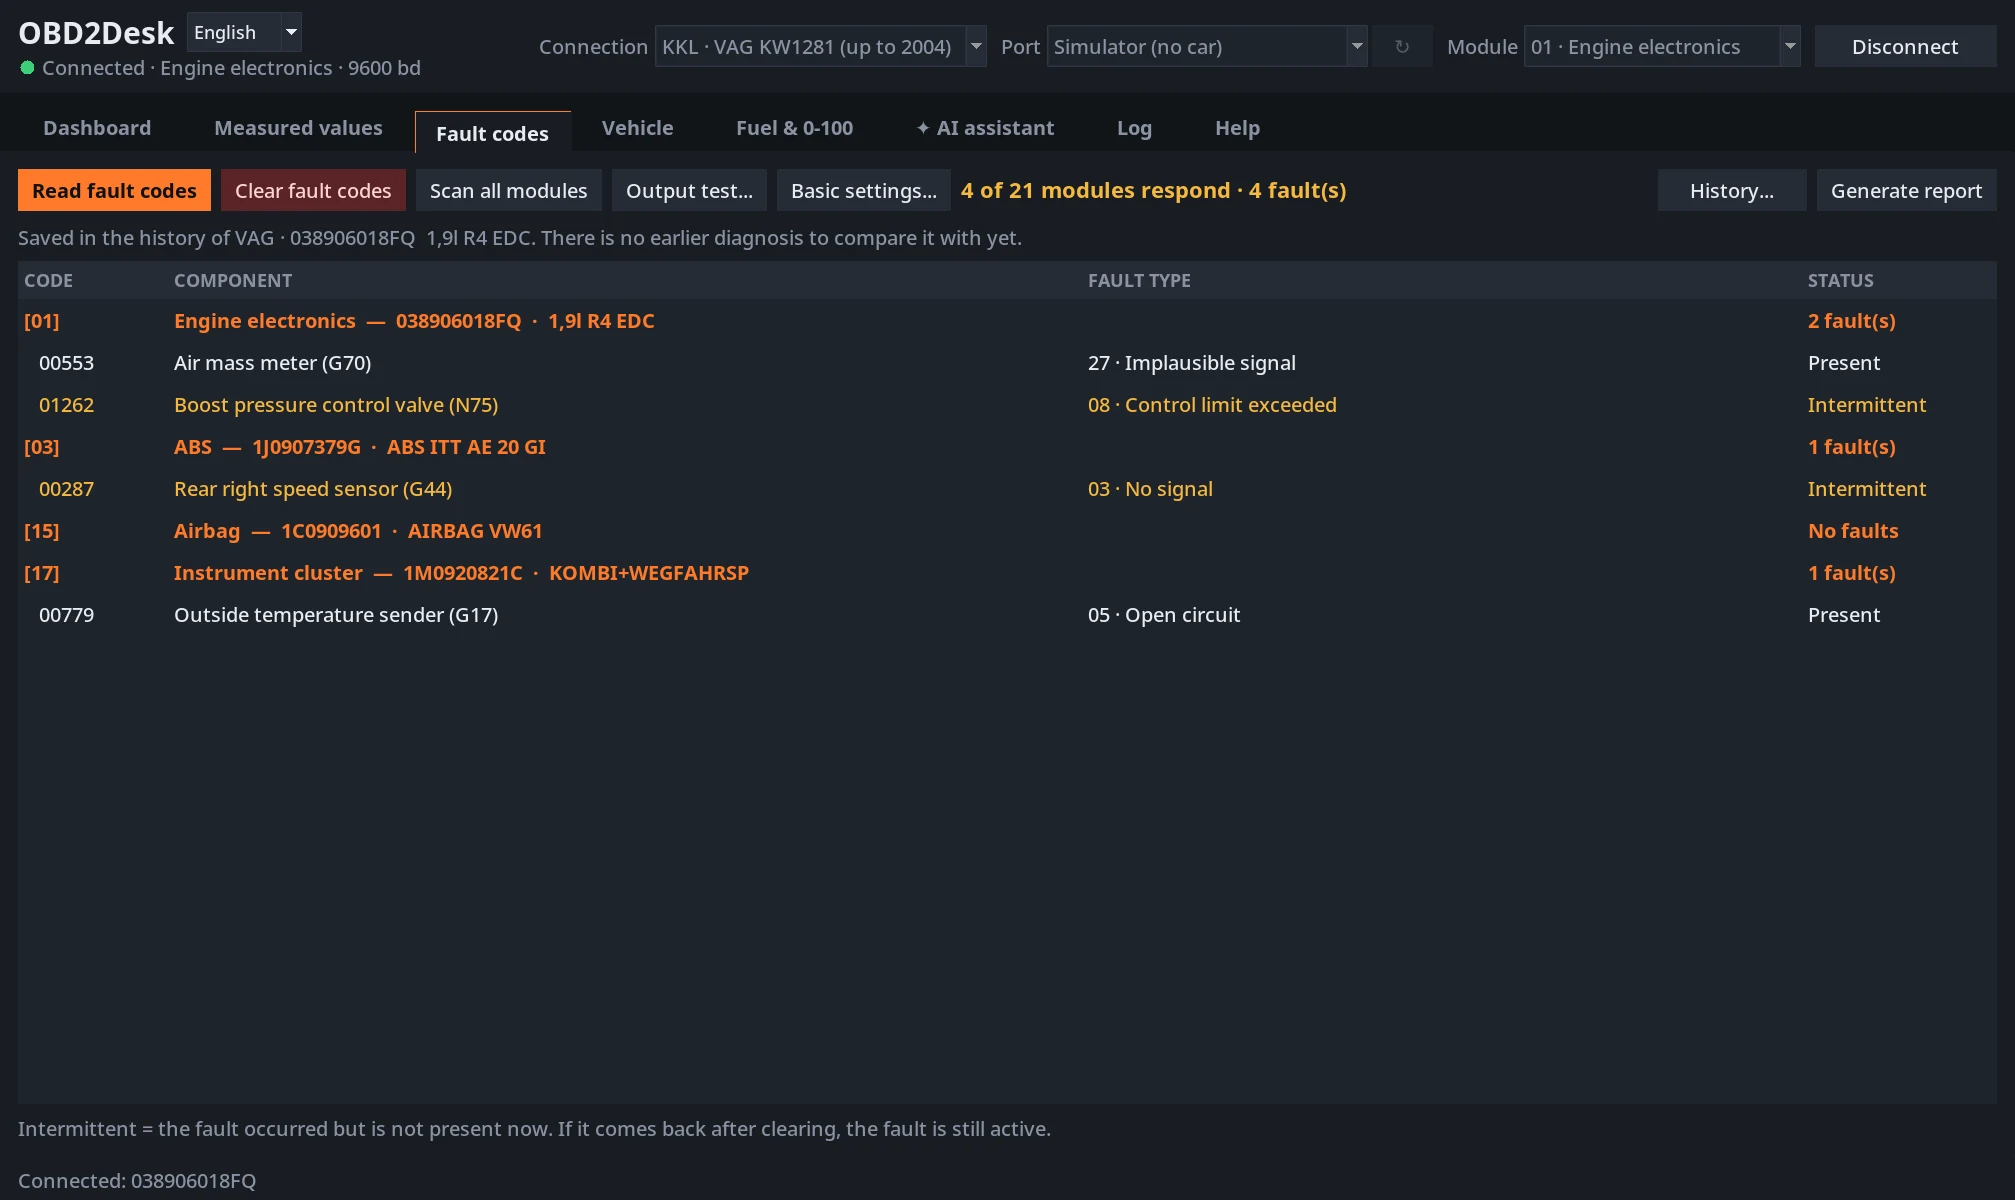 OBD2Desk English
Connected · Engine electronics · 9600 bd
Connection KKL · VAG KW1281 (up to 2004) Port Simulator (no car) ↻ Module 01 · Engine electronics Disconnect
Dashboard Measured values Fault codes Vehicle Fuel & 0-100 ✦ AI assistant Log Help
Read fault codes Clear fault codes Scan all modules Output test... Basic settings... 4 of 21 modules respond · 4 fault(s) History... Generate report
Saved in the history of VAG · 038906018FQ 1,9l R4 EDC. There is no earlier diagnosis to compare it with yet.
CODE COMPONENT FAULT TYPE STATUS
[01] Engine electronics — 038906018FQ · 1,9l R4 EDC 2 fault(s)
00553 Air mass meter (G70) 27 · Implausible signal Present
01262 Boost pressure control valve (N75) 08 · Control limit exceeded Intermittent
[03] ABS — 1J0907379G · ABS ITT AE 20 GI 1 fault(s)
00287 Rear right speed sensor (G44) 03 · No signal Intermittent
[15] Airbag — 1C0909601 · AIRBAG VW61 No faults
[17] Instrument cluster — 1M0920821C · KOMBI+WEGFAHRSP 1 fault(s)
00779 Outside temperature sender (G17) 05 · Open circuit Present
Intermittent = the fault occurred but is not present now. If it comes back after clearing, the fault is still active.
Connected: 038906018FQ